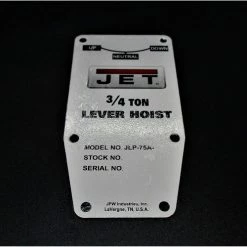 UP DOWN
NEUTRAL
JET
3/4 TON
LEVER HOIST
MODEL NO. JLP-75A-
STOCK NO.
SERIAL NO.
JPW Industries, Inc.
LaVergne, TN, U.S.A.